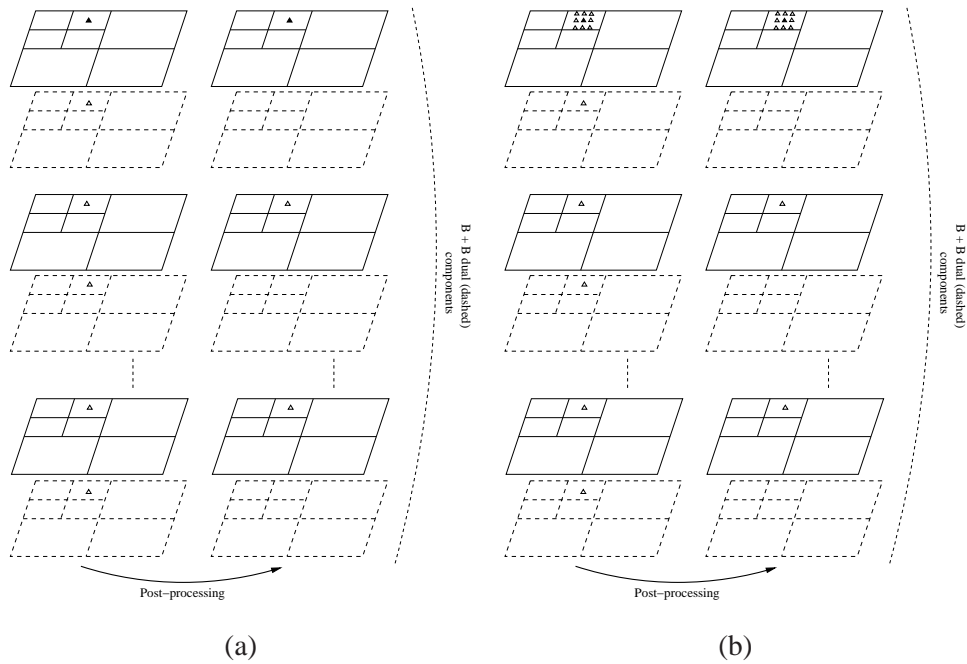 B + B dual (dashed)
components
Post−processing
(a)
B + B dual (dashed)
components
Post−processing
(b)